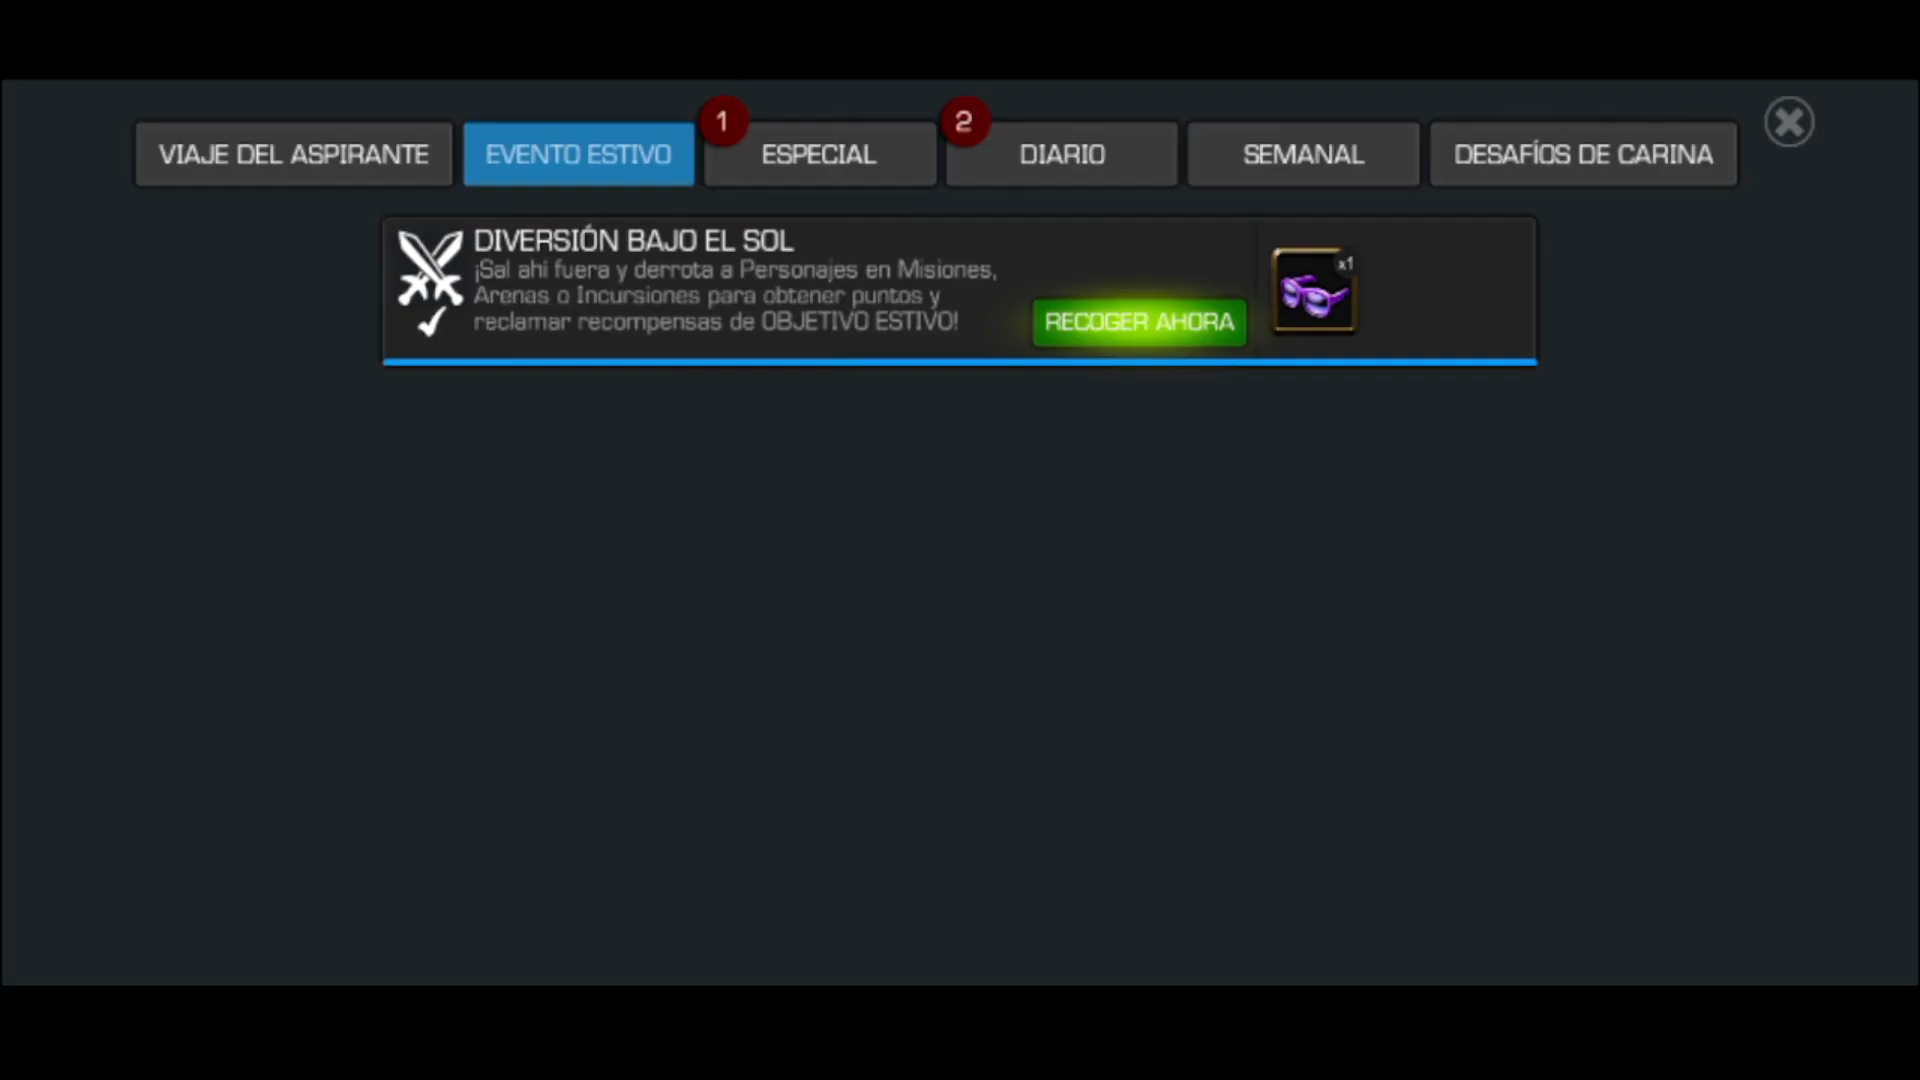 VIAJE DEL ASPIRANTE
EVENTO ESTIVO
1
ESPECIAL
2
DIARIO
SEMANAL
DESAFÍOS DE CARINA
DIVERSIÓN BAJO EL SOL
¡Sal ahí fuera y derrota a Personajes en Misiones,
Arenas o Incursiones para obtener puntos y
reclamar recompensas de OBJETIVO ESTIVO!
RECOGER AHORA
x1